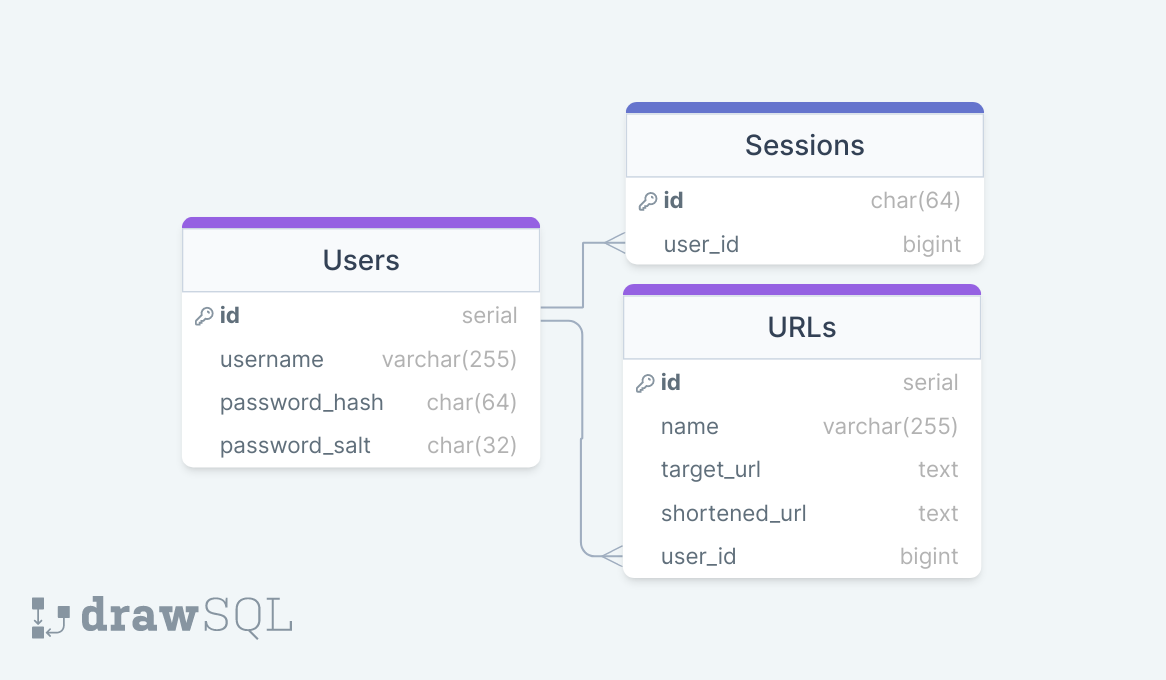 Users
id serial
username varchar(255)
password_hash char(64)
password_salt char(32)
Sessions
id char(64)
user_id bigint
URLs
id serial
name varchar(255)
target_url text
shortened_url text
user_id bigint
drawSQL